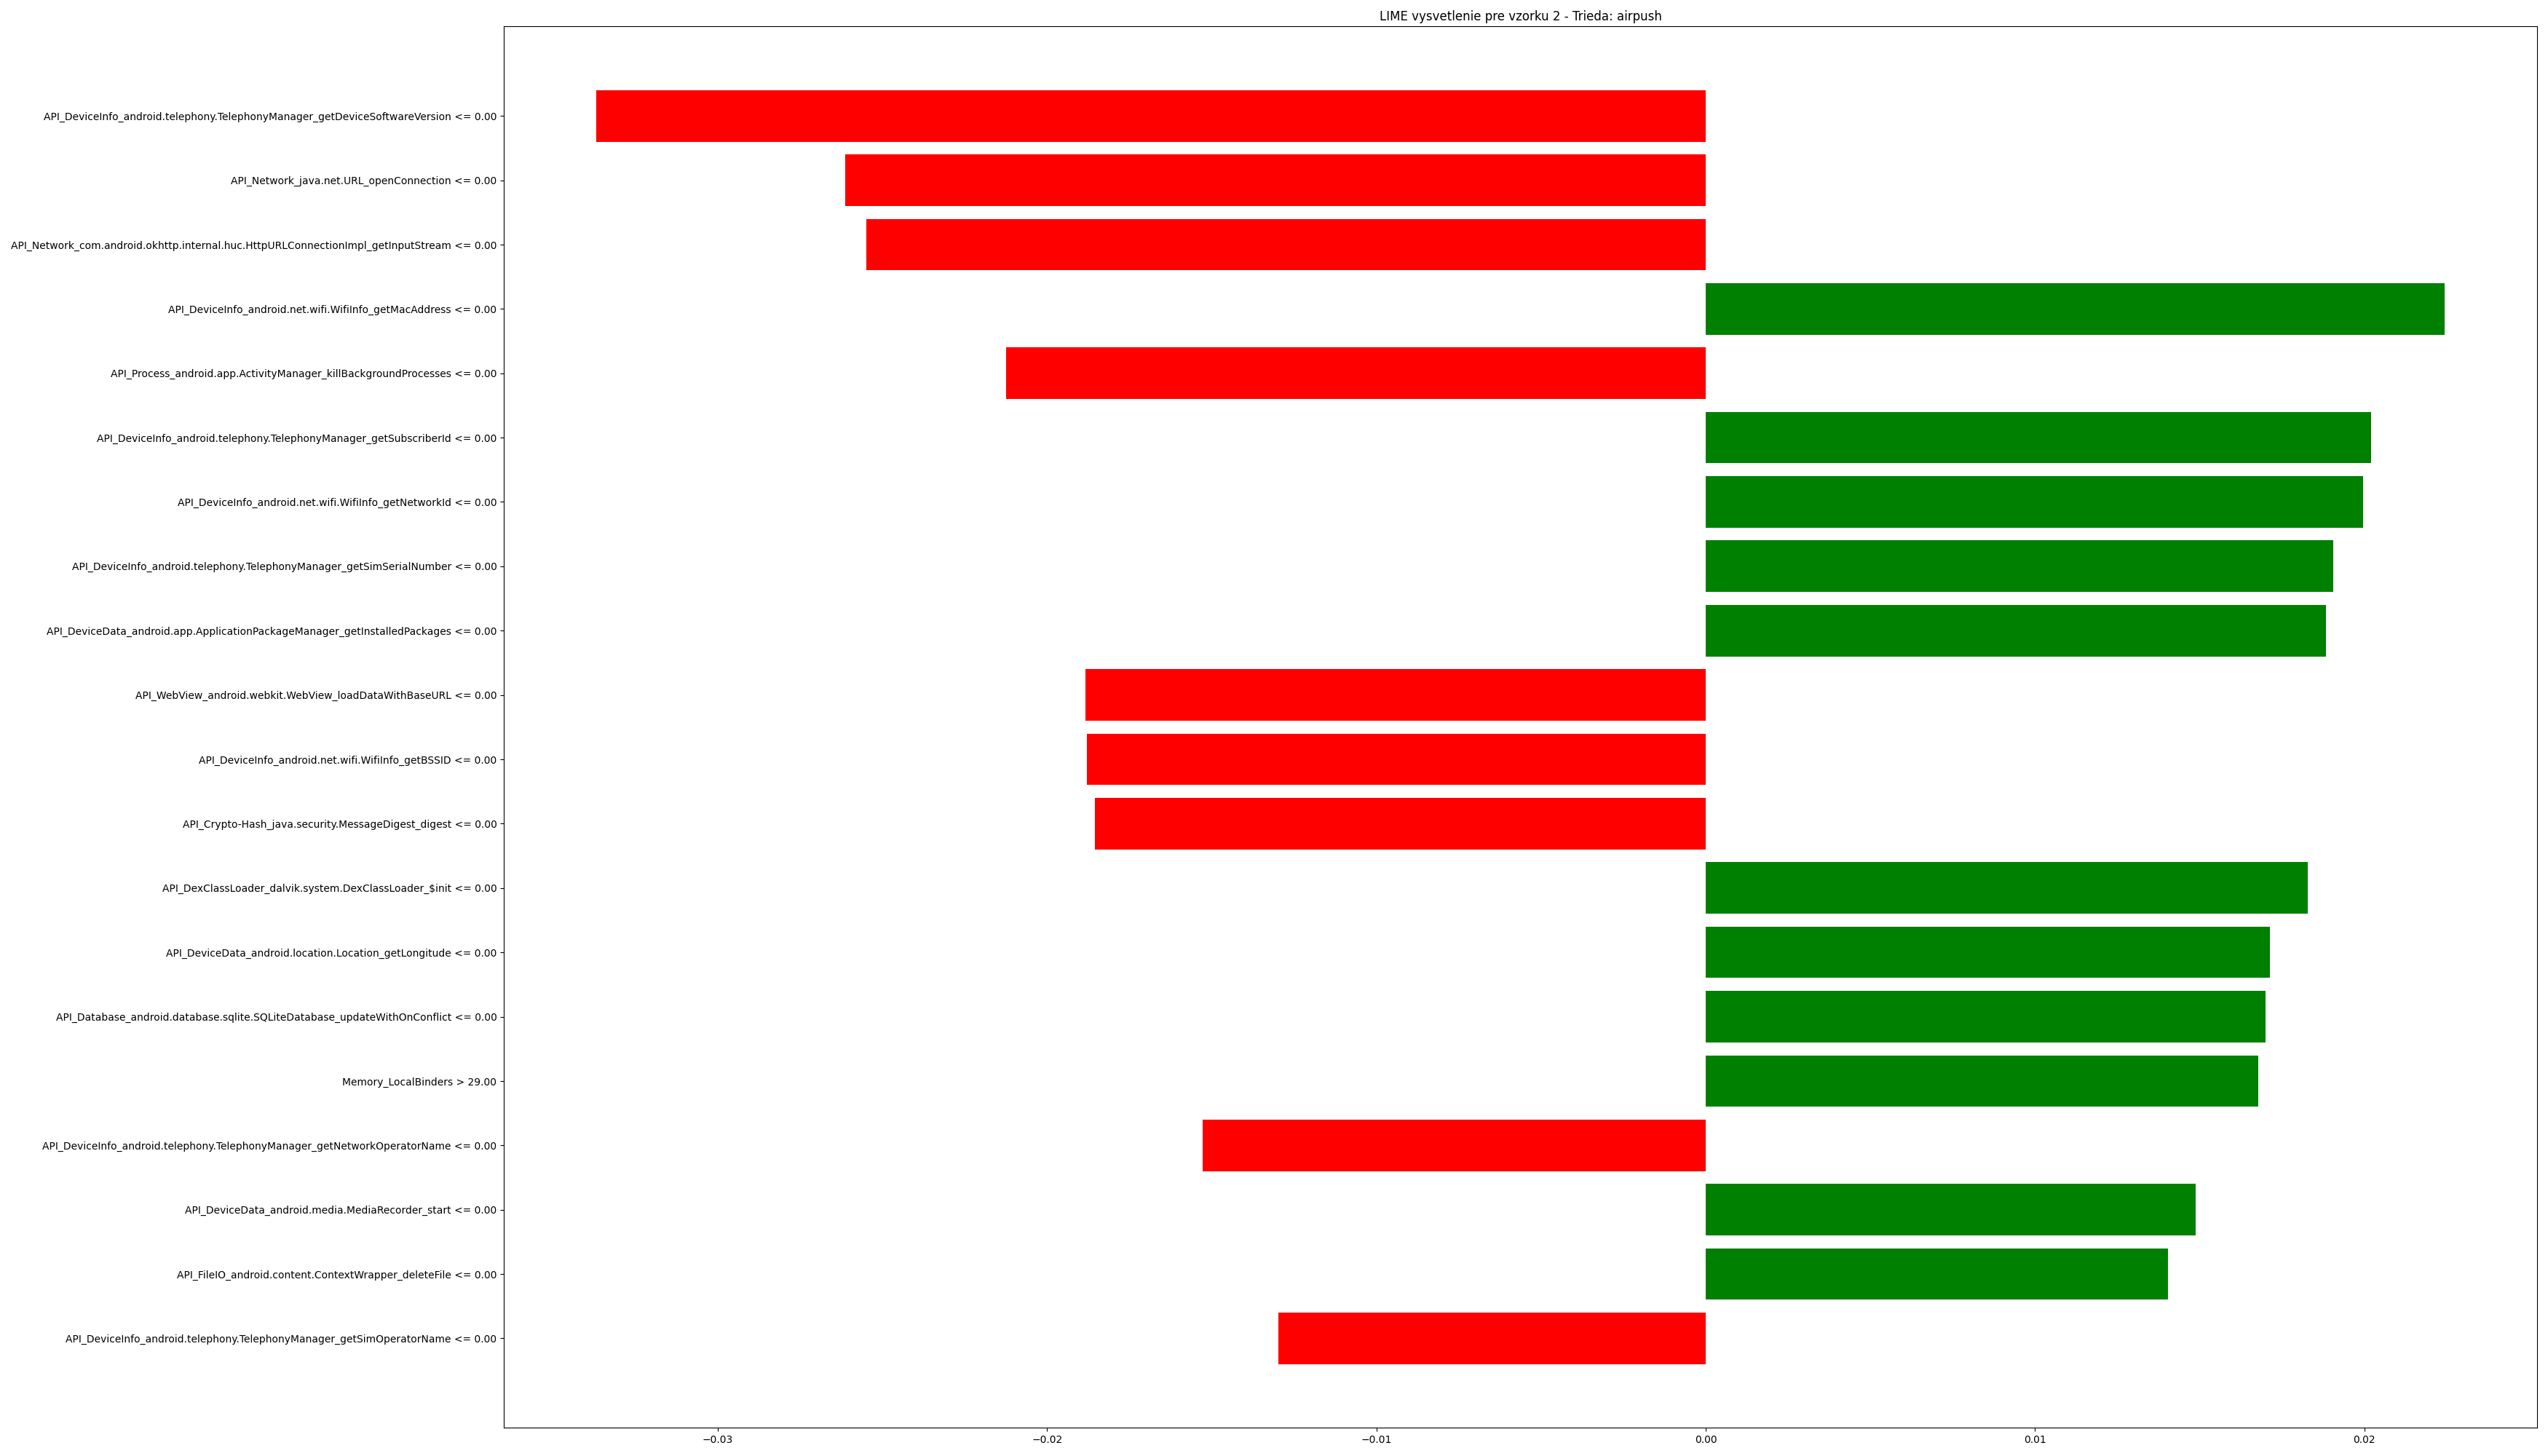 LIME vysvetlenie pre vzorku 2 - Trieda: airpush
API_DeviceInfo_android.telephony.TelephonyManager_getDeviceSoftwareVersion <= 0.00
API_Network_java.net.URL_openConnection <= 0.00
API_Network_com.android.okhttp.internal.huc.HttpURLConnectionImpl_getInputStream <= 0.00
API_DeviceInfo_android.net.wifi.WifiInfo_getMacAddress <= 0.00
API_Process_android.app.ActivityManager_killBackgroundProcesses <= 0.00
API_DeviceInfo_android.telephony.TelephonyManager_getSubscriberId <= 0.00
API_DeviceInfo_android.net.wifi.WifiInfo_getNetworkId <= 0.00
API_DeviceInfo_android.telephony.TelephonyManager_getSimSerialNumber <= 0.00
API_DeviceData_android.app.ApplicationPackageManager_getInstalledPackages <= 0.00
API_WebView_android.webkit.WebView_loadDataWithBaseURL <= 0.00
API_DeviceInfo_android.net.wifi.WifiInfo_getBSSID <= 0.00
API_Crypto-Hash_java.security.MessageDigest_digest <= 0.00
API_DexClassLoader_dalvik.system.DexClassLoader_$init <= 0.00
API_DeviceData_android.location.Location_getLongitude <= 0.00
API_Database_android.database.sqlite.SQLiteDatabase_updateWithOnConflict <= 0.00
Memory_LocalBinders > 29.00
API_DeviceInfo_android.telephony.TelephonyManager_getNetworkOperatorName <= 0.00
API_DeviceData_android.media.MediaRecorder_start <= 0.00
API_FileIO_android.content.ContextWrapper_deleteFile <= 0.00
API_DeviceInfo_android.telephony.TelephonyManager_getSimOperatorName <= 0.00
−0.03 −0.02 −0.01 0.00 0.01 0.02